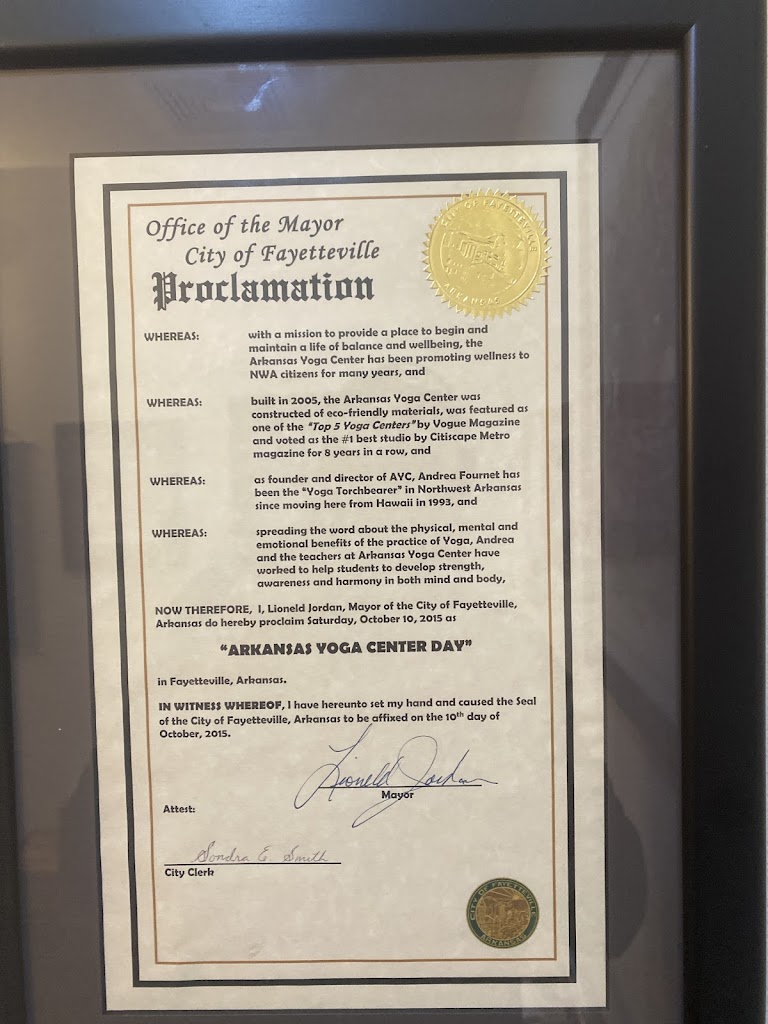 Office of the Mayor
City of Fayetteville
Proclamation
CITY OF FAYETTEVILLE
ARKANSAS
WHEREAS: with a mission to provide a place to begin and
maintain a life of balance and wellbeing, the
Arkansas Yoga Center has been promoting wellness to
NWA citizens for many years, and
WHEREAS: built in 2005, the Arkansas Yoga Center was
constructed of eco-friendly materials, was featured as
one of the "Top 5 Yoga Centers" by Vogue Magazine
and voted as the #1 best studio by Citiscape Metro
magazine for 8 years in a row, and
WHEREAS: as founder and director of AYC, Andrea Fournet has
been the "Yoga Torchbearer" in Northwest Arkansas
since moving here from Hawaii in 1993, and
WHEREAS: spreading the word about the physical, mental and
emotional benefits of the practice of Yoga, Andrea
and the teachers at Arkansas Yoga Center have
worked to help students to develop strength,
awareness and harmony in both mind and body,
NOW THEREFORE, I, Lioneld Jordan, Mayor of the City of Fayetteville,
Arkansas do hereby proclaim Saturday, October 10, 2015 as
"ARKANSAS YOGA CENTER DAY"
in Fayetteville, Arkansas.
IN WITNESS WHEREOF, I have hereunto set my hand and caused the Seal
of the City of Fayetteville, Arkansas to be affixed on the 10th day of
October, 2015.
Lioneld Jordan
Mayor
Attest:
Sondra E. Smith
City Clerk
CITY OF FAYETTEVILLE
ARKANSAS